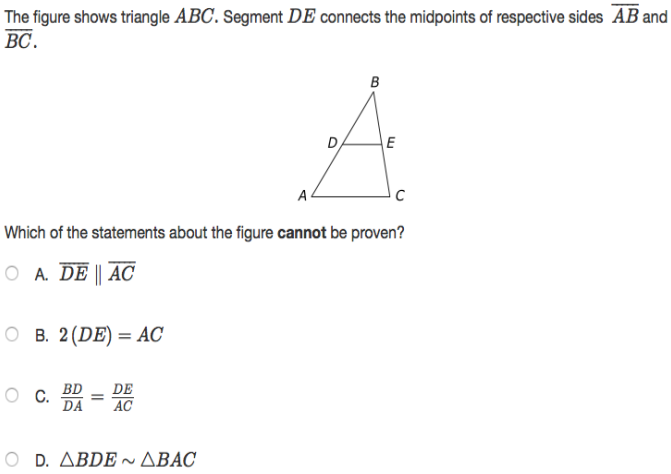 The figure shows triangle ABC. Segment DE connects the midpoints of respective sides AB and
BC.
B
D E
A C
Which of the statements about the figure cannot be proven?
A. DE || AC
B. 2(DE) = AC
C. BD/DA = DE/AC
D. △BDE ~ △BAC